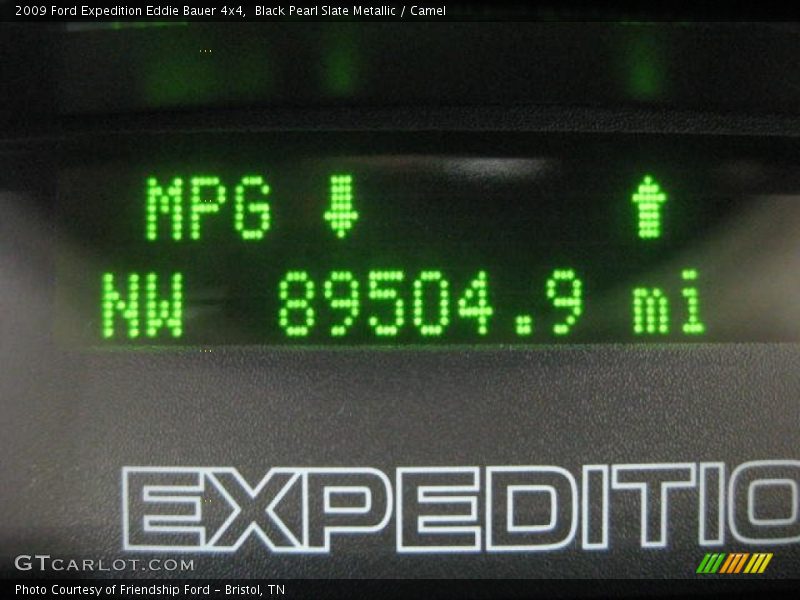 2009 Ford Expedition Eddie Bauer 4x4,  Black Pearl Slate Metallic / Camel
MPG ↓ ↑
NW 89504.9 mi
EXPEDITIO
GTCARLOT.COM
Photo Courtesy of Friendship Ford - Bristol, TN